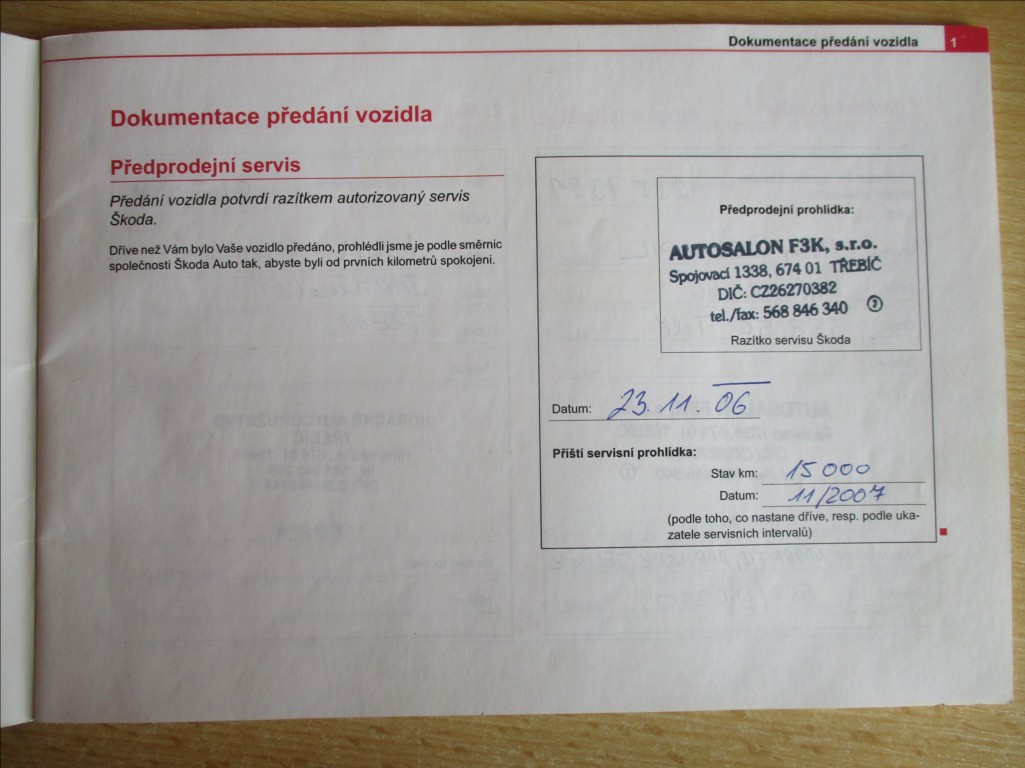 Dokumentace předání vozidla 1
Dokumentace předání vozidla
Předprodejní servis
Předání vozidla potvrdí razítkem autorizovaný servis
Škoda.
Dříve než Vám bylo Vaše vozidlo předáno, prohlédli jsme je podle směrnic
společnosti Škoda Auto tak, abyste byli od prvních kilometrů spokojeni.
Předprodejní prohlídka:
AUTOSALON F3K, s.r.o.
Spojovací 1338, 674 01 TŘEBÍČ
DIČ: CZ26270382
tel./fax: 568 846 340 ②
Razítko servisu Škoda
Datum: 23. 11. 06
Příští servisní prohlídka:
Stav km: 15 000
Datum: 11/2007
(podle toho, co nastane dříve, resp. podle uka-
zatele servisních intervalů)